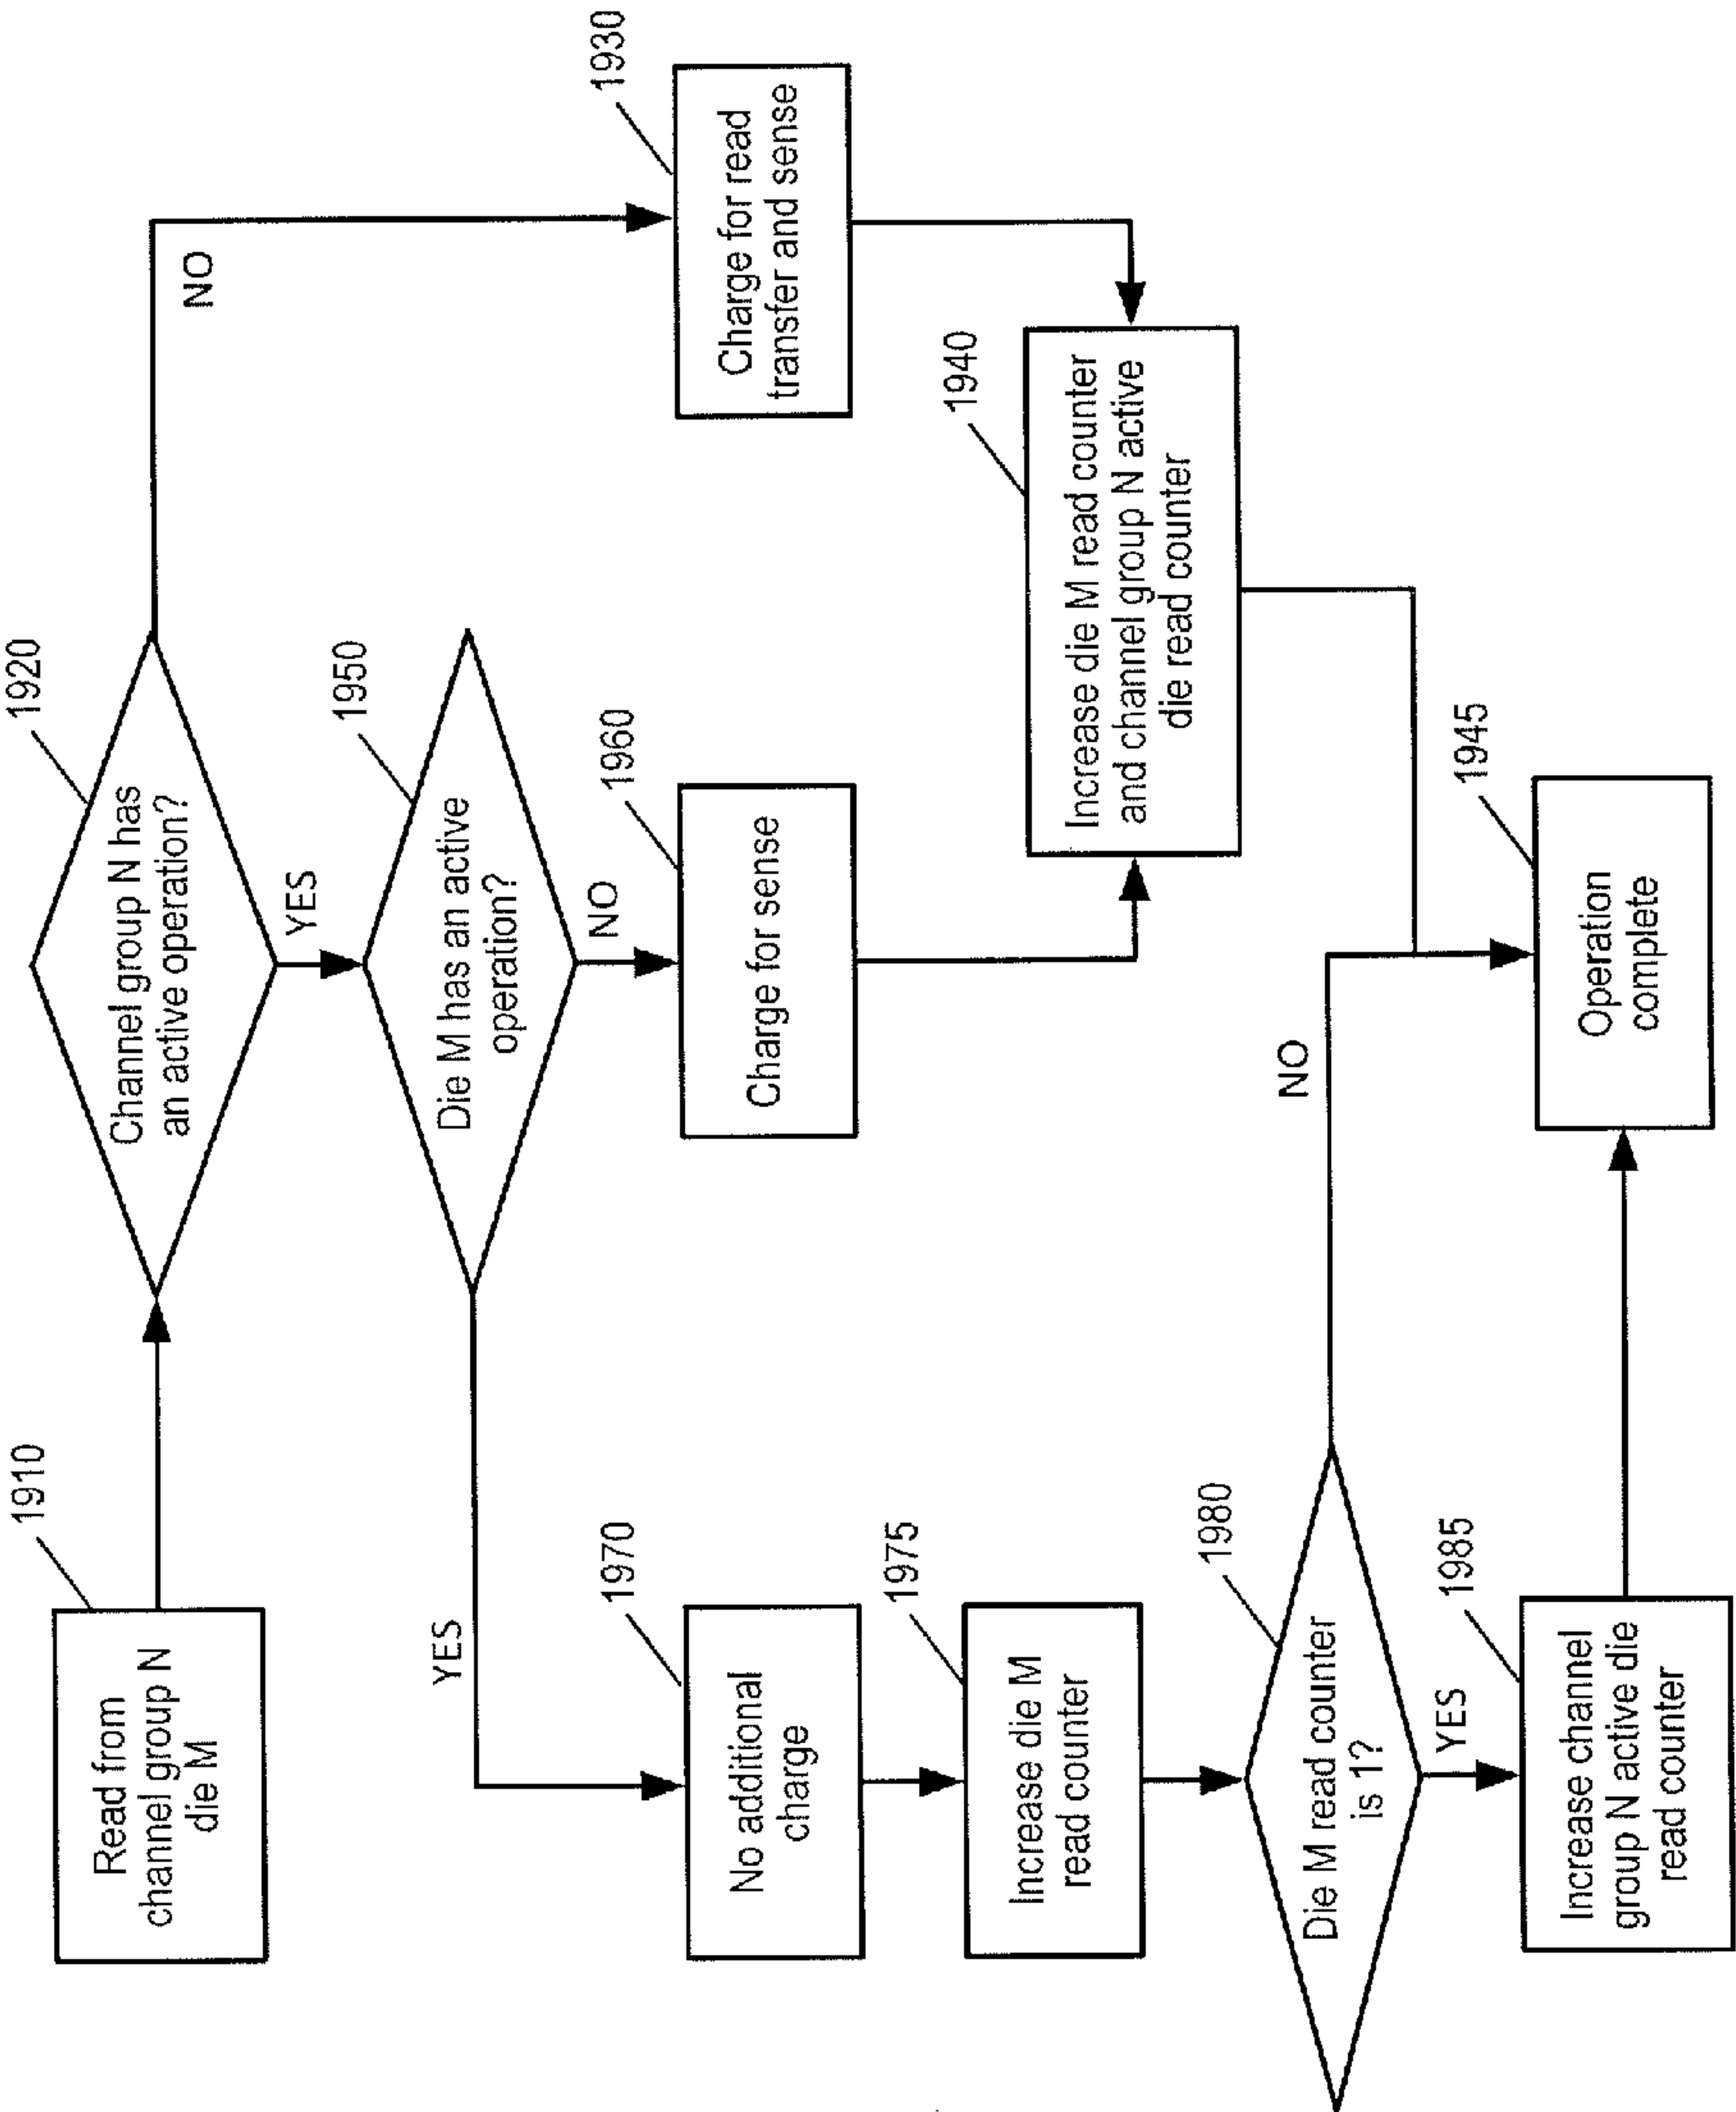 1910
Read from
channel group N
die M
1920
Channel group N has
an active operation?
NO
YES
1930
Charge for read
transfer and sense
1950
Die M has an active
operation?
YES
NO
1960
Charge for sense
1940
Increase die M read counter
and channel group N active
die read counter
1970
No additional
charge
1975
Increase die M
read counter
1980
Die M read counter
is 1?
NO
YES
1985
Increase channel
group N active die
read counter
1945
Operation
complete